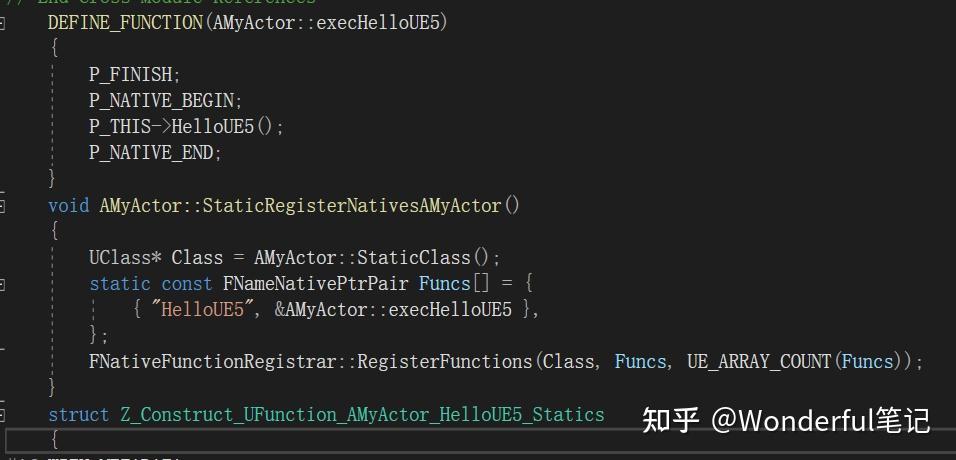 // End Cross Module References
DEFINE_FUNCTION(AMyActor::execHelloUE5)
{
P_FINISH;
P_NATIVE_BEGIN;
P_THIS->HelloUE5();
P_NATIVE_END;
}
void AMyActor::StaticRegisterNativesAMyActor()
{
UClass* Class = AMyActor::StaticClass();
static const FNameNativePtrPair Funcs[] = {
{ "HelloUE5", &AMyActor::execHelloUE5 },
};
FNativeFunctionRegistrar::RegisterFunctions(Class, Funcs, UE_ARRAY_COUNT(Funcs));
}
struct Z_Construct_UFunction_AMyActor_HelloUE5_Statics
{
知乎 @Wonderful笔记